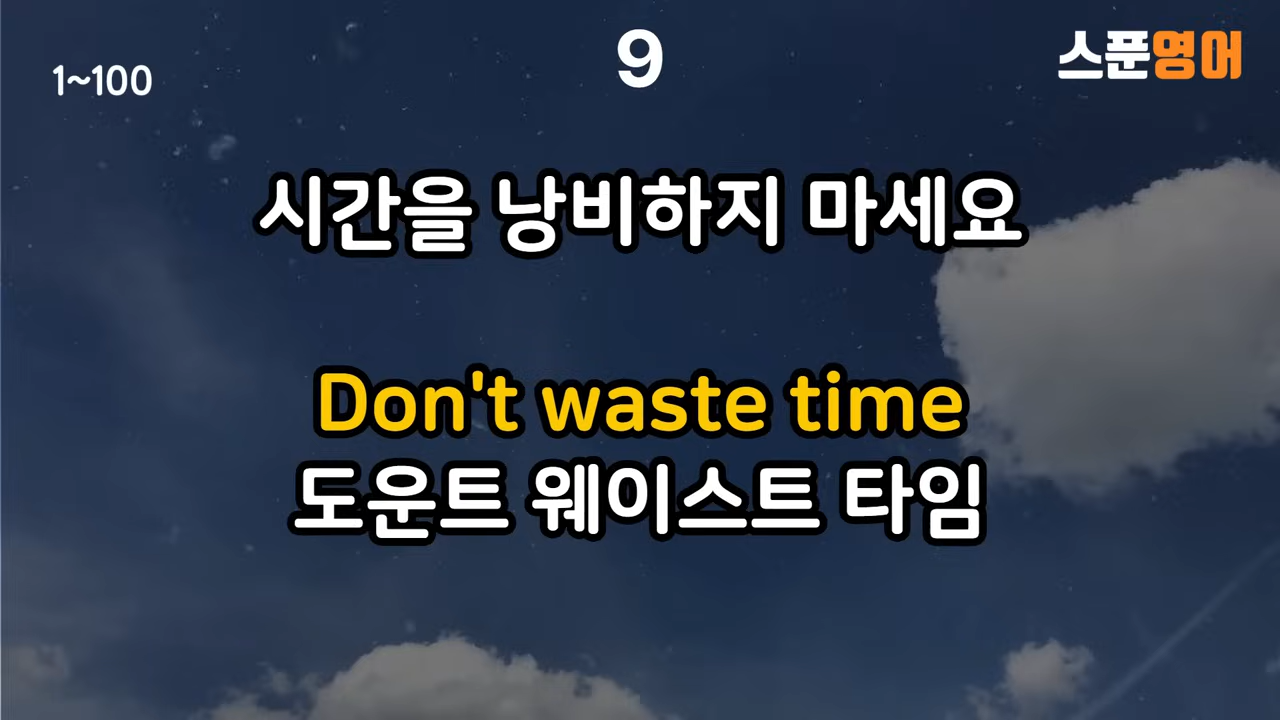 1~100
9
스푼영어
시간을 낭비하지 마세요
Don't waste time
도운트 웨이스트 타임